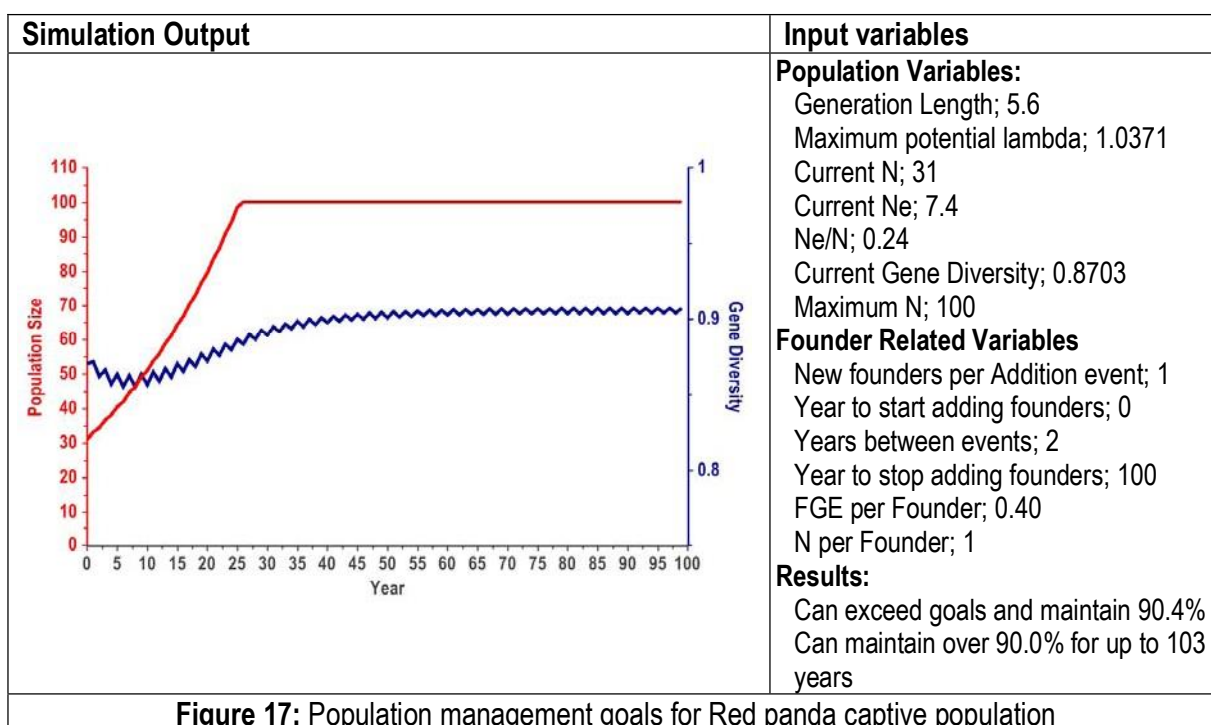 Simulation Output
Input variables
110
100
90
80
70
60
50
40
30
20
10
0
Population Size
0 5 10 15 20 25 30 35 40 45 50 55 60 65 70 75 80 85 90 95 100
Year
1
0.9
0.8
Gene Diversity
Population Variables:
Generation Length; 5.6
Maximum potential lambda; 1.0371
Current N; 31
Current Ne; 7.4
Ne/N; 0.24
Current Gene Diversity; 0.8703
Maximum N; 100
Founder Related Variables
New founders per Addition event; 1
Year to start adding founders; 0
Years between events; 2
Year to stop adding founders; 100
FGE per Founder; 0.40
N per Founder; 1
Results:
Can exceed goals and maintain 90.4%
Can maintain over 90.0% for up to 103
years
Figure 17: Population management goals for Red panda captive population